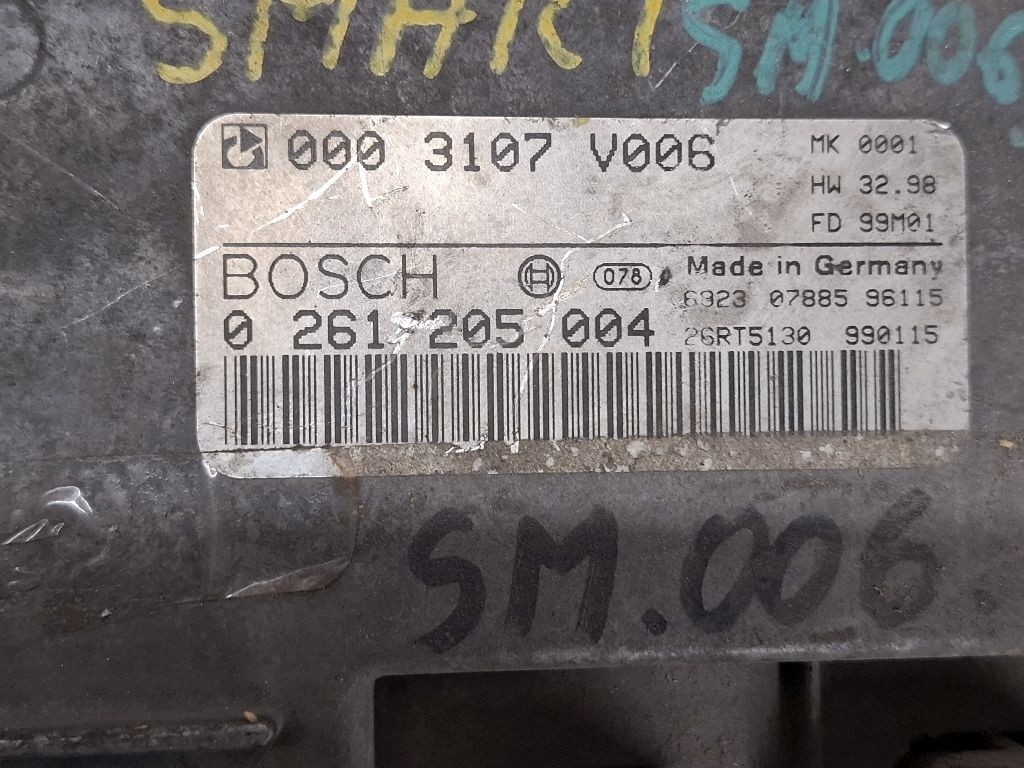 SMART SM.006
000 3107 V006 MK 0001
HW 32.98
FD 99M01
BOSCH 078 Made in Germany
6923 07885 96115
0 261 205 004 26RT5130 990115
SM.006